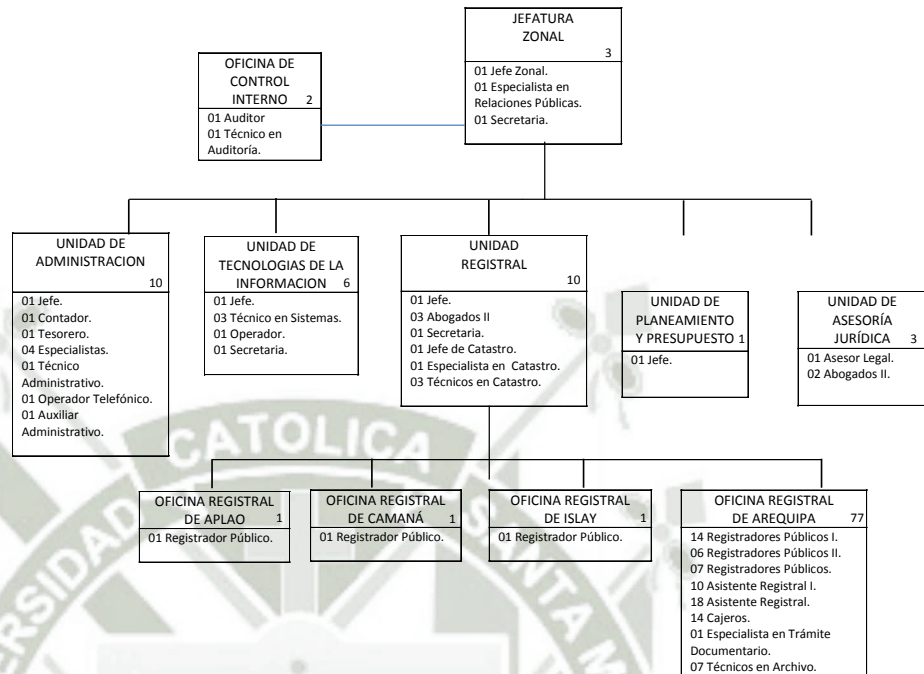 JEFATURA
ZONAL
3
01 Jefe Zonal.
01 Especialista en
Relaciones Públicas.
01 Secretaria.
OFICINA DE
CONTROL
INTERNO 2
01 Auditor
01 Técnico en
Auditoría.
UNIDAD DE
ADMINISTRACION
10
01 Jefe.
01 Contador.
01 Tesorero.
04 Especialistas.
01 Técnico
Administrativo.
01 Operador Telefónico.
01 Auxiliar
Administrativo.
UNIDAD DE
TECNOLOGIAS DE LA
INFORMACION 6
01 Jefe.
03 Técnico en Sistemas.
01 Operador.
01 Secretaria.
UNIDAD
REGISTRAL
10
01 Jefe.
03 Abogados II
01 Secretaria.
01 Jefe de Catastro.
01 Especialista en Catastro.
03 Técnicos en Catastro.
UNIDAD DE
PLANEAMIENTO
Y PRESUPUESTO 1
01 Jefe.
UNIDAD DE
ASESORÍA
JURÍDICA 3
01 Asesor Legal.
02 Abogados II.
OFICINA REGISTRAL
DE APLAO 1
01 Registrador Público.
OFICINA REGISTRAL
DE CAMANÁ 1
01 Registrador Público.
OFICINA REGISTRAL
DE ISLAY 1
01 Registrador Público.
OFICINA REGISTRAL
DE AREQUIPA 77
14 Registradores Públicos I.
06 Registradores Públicos II.
07 Registradores Públicos.
10 Asistente Registral I.
18 Asistente Registral.
14 Cajeros.
01 Especialista en Trámite
Documentario.
07 Técnicos en Archivo.
CATOLICA
SANTA